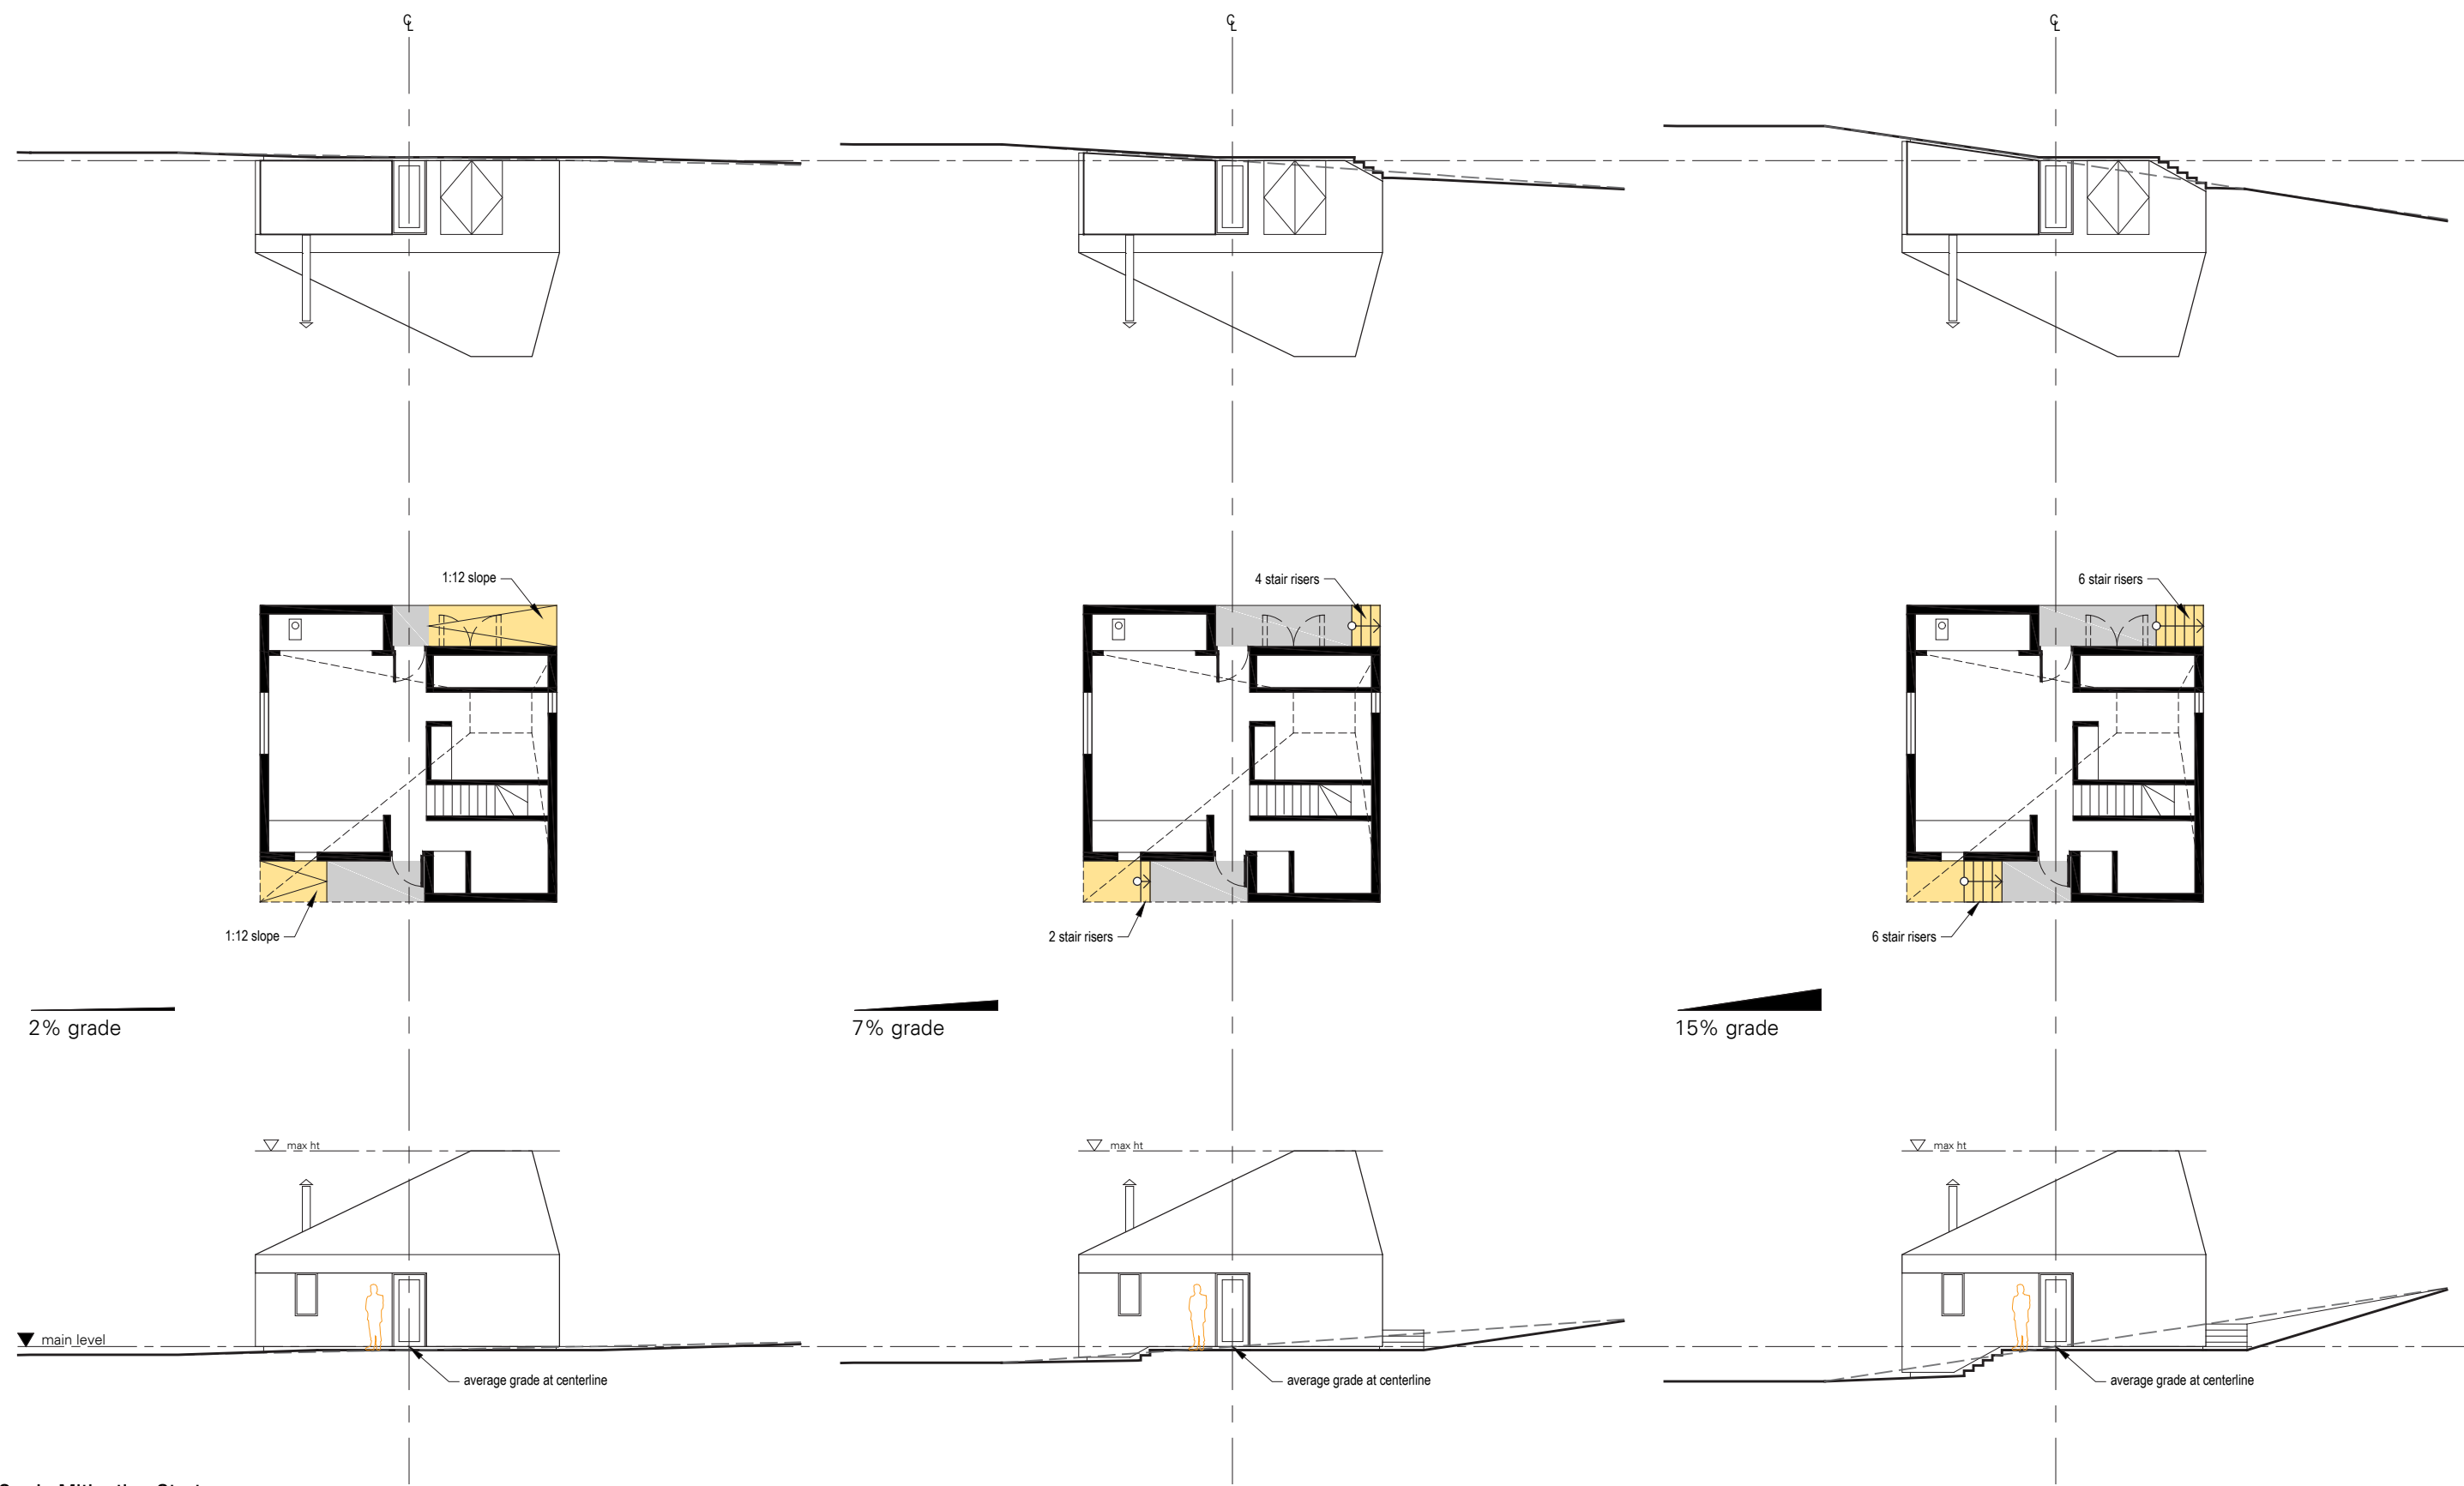 ℄ ℄ ℄
1:12 slope 4 stair risers 6 stair risers
1:12 slope 2 stair risers 6 stair risers
2% grade 7% grade 15% grade
max ht max ht max ht
main level
average grade at centerline average grade at centerline average grade at centerline